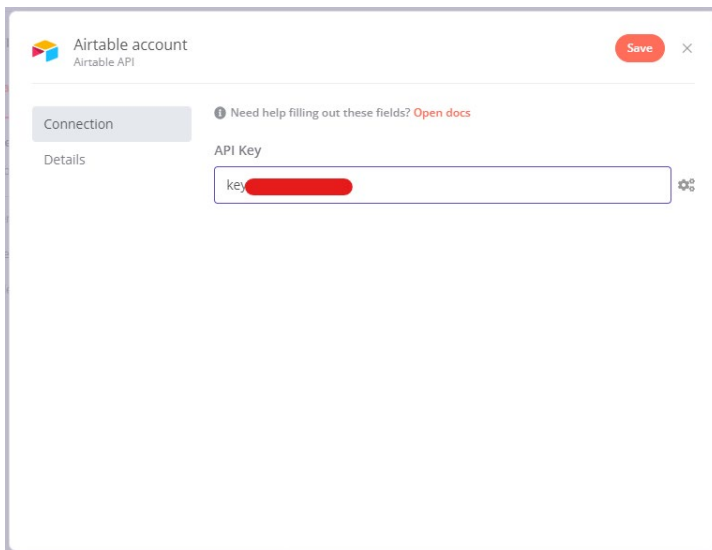 Airtable account
Airtable API
Save
Connection
Details
Need help filling out these fields? Open docs
API Key
key